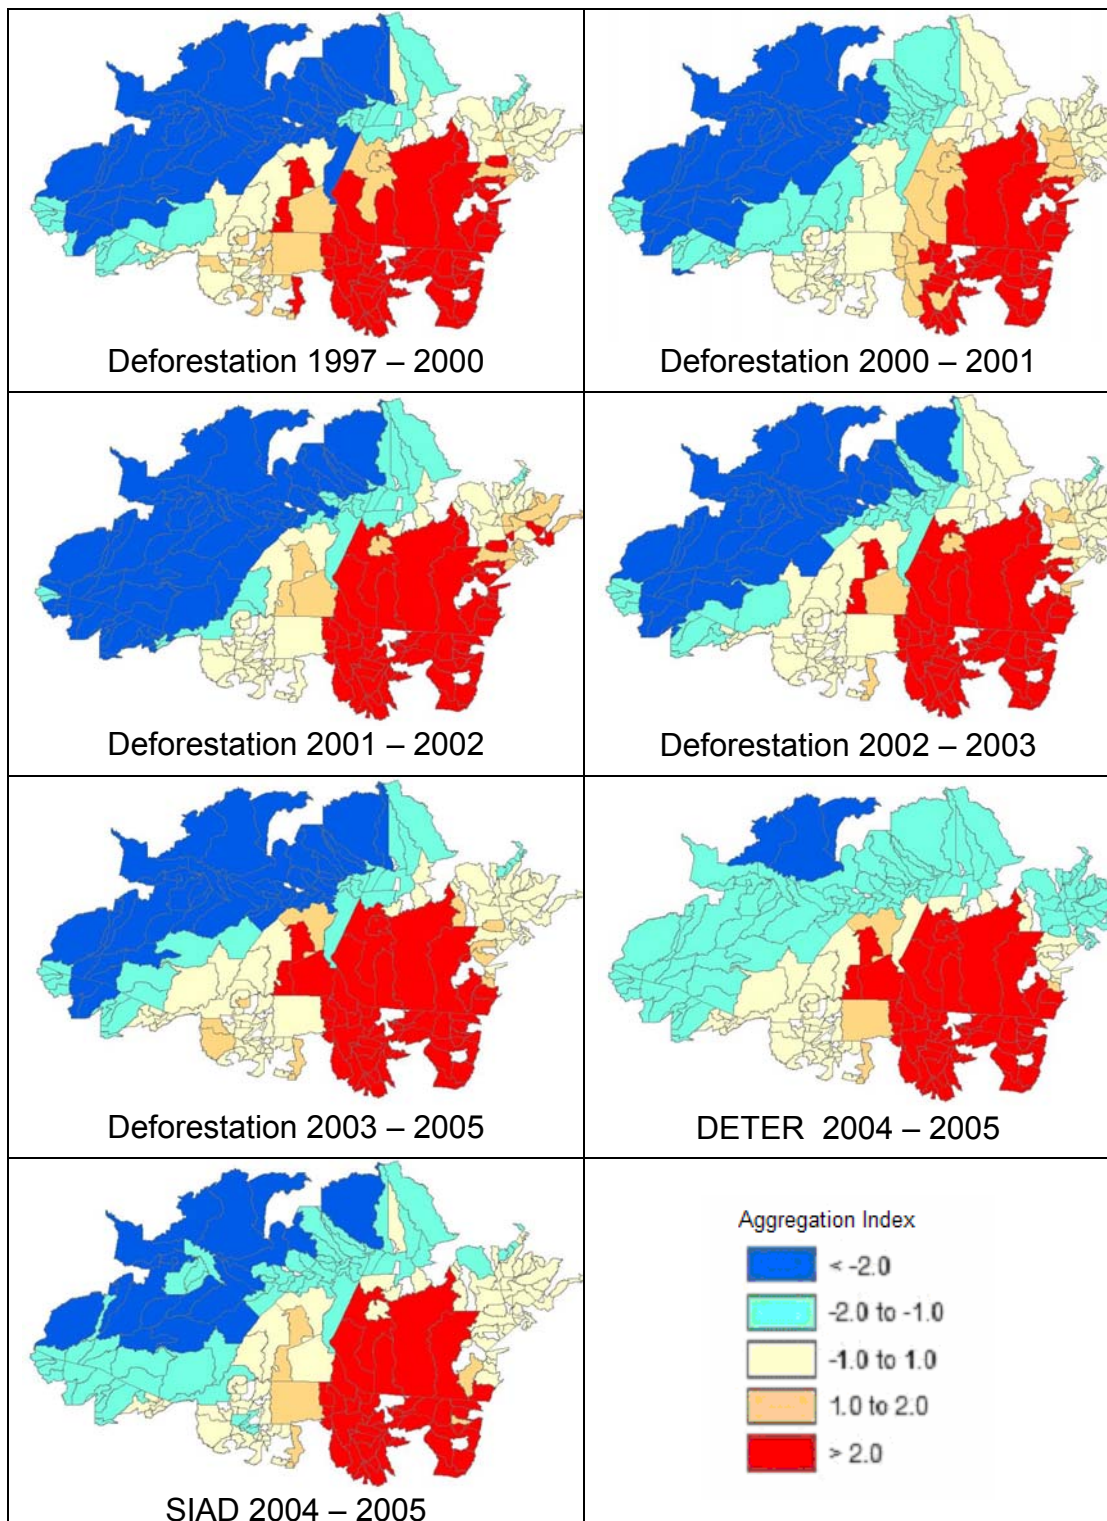 Deforestation 1997 – 2000
Deforestation 2000 – 2001
Deforestation 2001 – 2002
Deforestation 2002 – 2003
Deforestation 2003 – 2005
DETER 2004 – 2005
SIAD 2004 – 2005
Aggregation Index
< -2.0
-2.0 to -1.0
-1.0 to 1.0
1.0 to 2.0
> 2.0